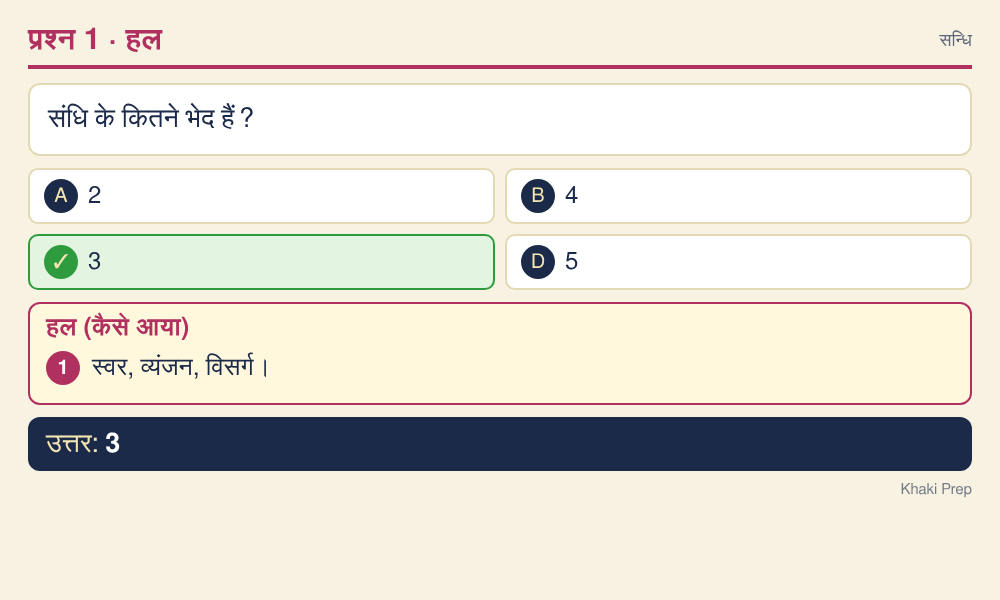 प्रश्न 1 · हल
सन्धि
संधि के कितने भेद हैं ?
A 2
B 4
✓ 3
D 5
हल (कैसे आया)
1 स्वर, व्यंजन, विसर्ग।
उत्तर: 3
Khaki Prep